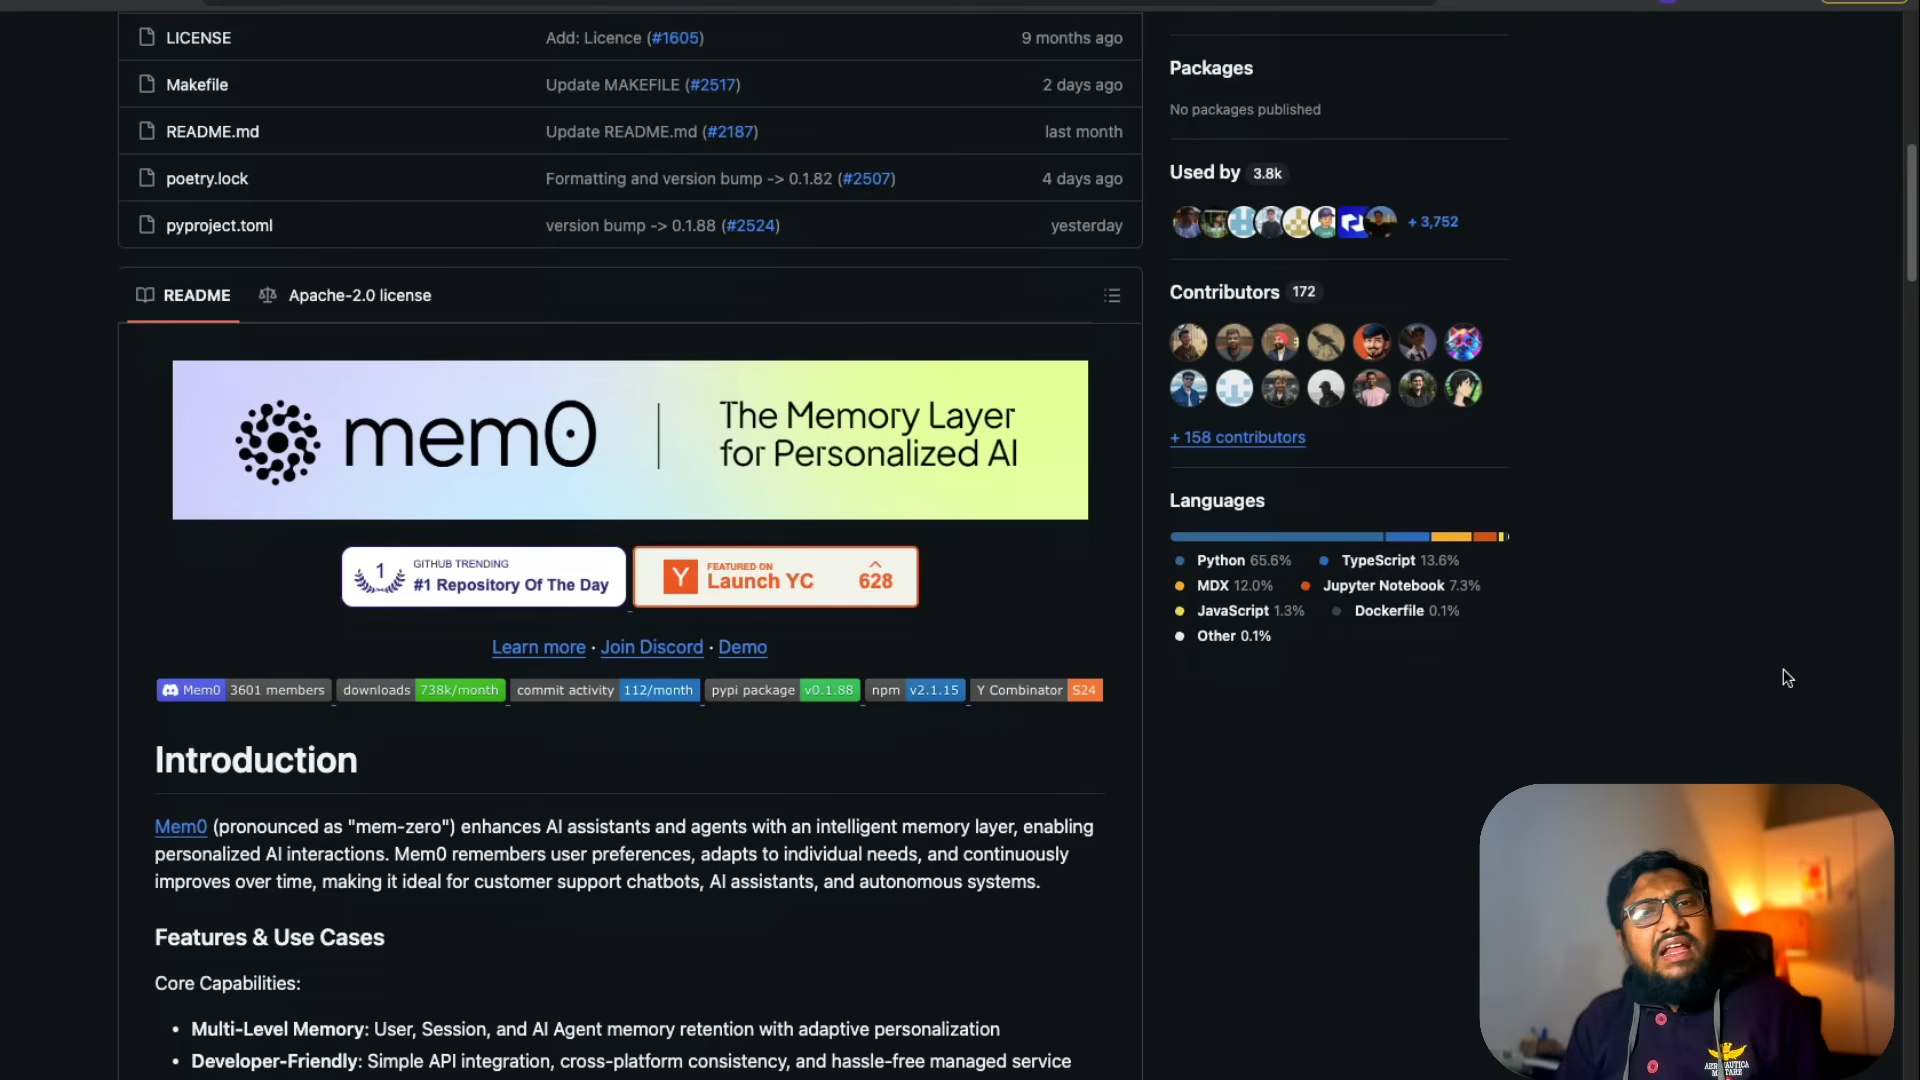 LICENSE Add: Licence (#1605) 9 months ago
Makefile Update MAKEFILE (#2517) 2 days ago
README.md Update README.md (#2187) last month
poetry.lock Formatting and version bump -> 0.1.82 (#2507) 4 days ago
pyproject.toml version bump -> 0.1.88 (#2524) yesterday
README Apache-2.0 license
mem0 The Memory Layer
for Personalized AI
1 GITHUB TRENDING
#1 Repository Of The Day
Y FEATURED ON
Launch YC 628
Learn more · Join Discord · Demo
Mem0 3601 members downloads 738k/month commit activity 112/month pypi package v0.1.88 npm v2.1.15 Y Combinator S24
Introduction
Mem0 (pronounced as "mem-zero") enhances AI assistants and agents with an intelligent memory layer, enabling
personalized AI interactions. Mem0 remembers user preferences, adapts to individual needs, and continuously
improves over time, making it ideal for customer support chatbots, AI assistants, and autonomous systems.
Features & Use Cases
Core Capabilities:
• Multi-Level Memory: User, Session, and AI Agent memory retention with adaptive personalization
• Developer-Friendly: Simple API integration, cross-platform consistency, and hassle-free managed service
Packages
No packages published
Used by 3.8k
+ 3,752
Contributors 172
+ 158 contributors
Languages
Python 65.6% TypeScript 13.6%
MDX 12.0% Jupyter Notebook 7.3%
JavaScript 1.3% Dockerfile 0.1%
Other 0.1%